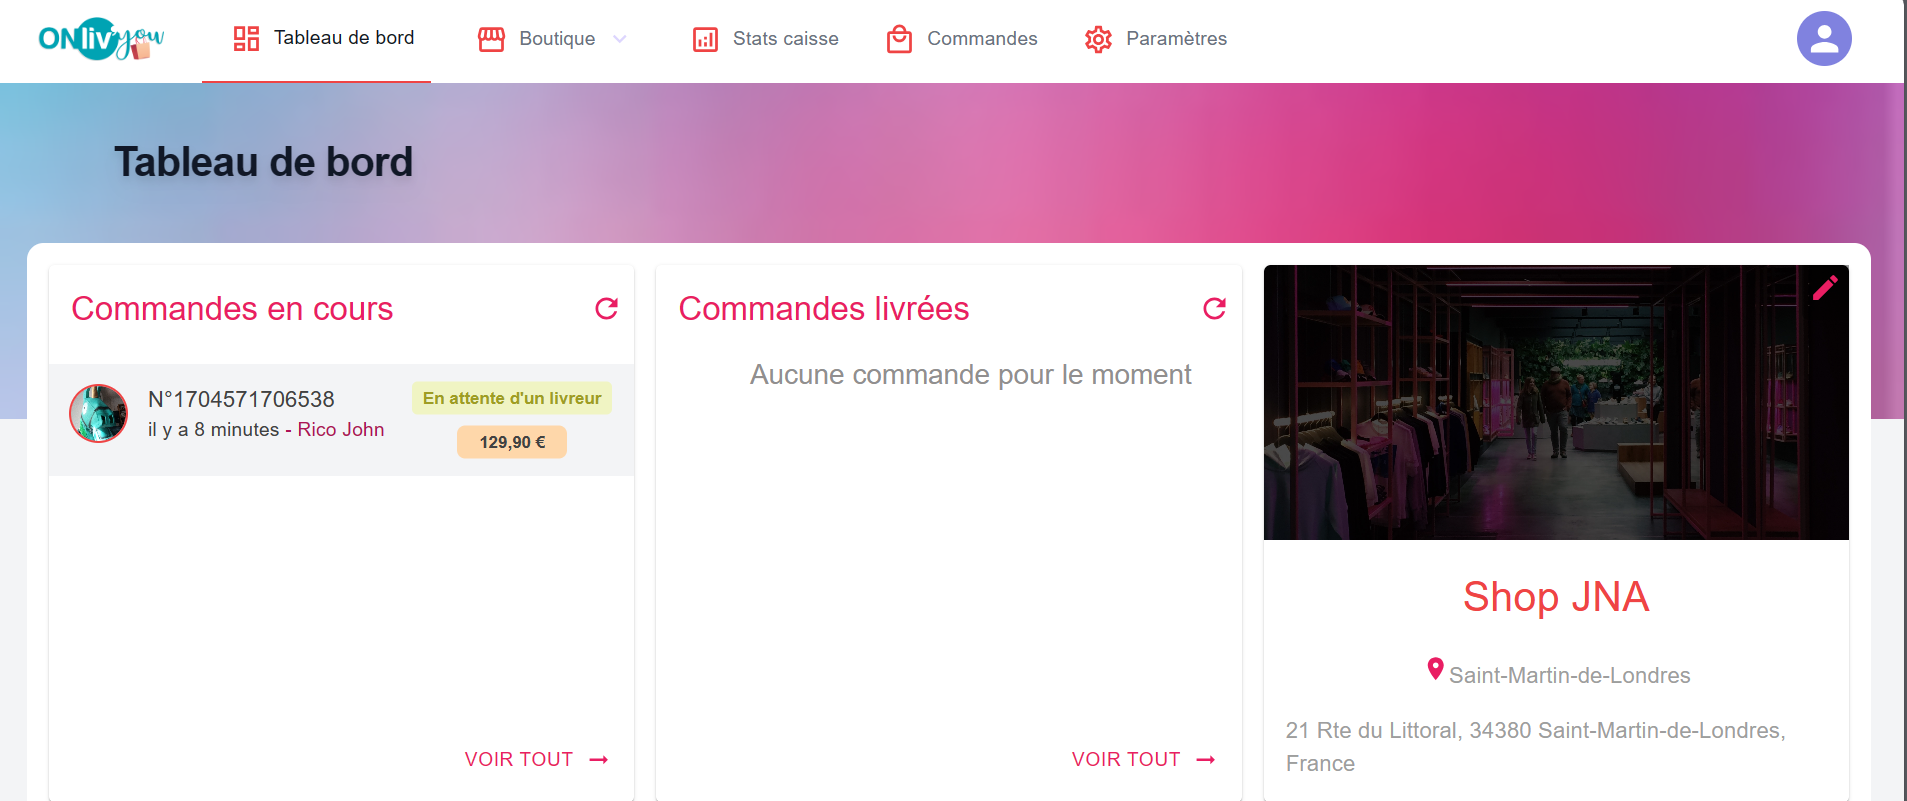 ONlivyou
Tableau de bord
Boutique
Stats caisse
Commandes
Paramètres
Tableau de bord
Commandes en cours
N°1704571706538
il y a 8 minutes - Rico John
En attente d'un livreur
129,90 €
VOIR TOUT
Commandes livrées
Aucune commande pour le moment
VOIR TOUT
Shop JNA
Saint-Martin-de-Londres
21 Rte du Littoral, 34380 Saint-Martin-de-Londres,
France